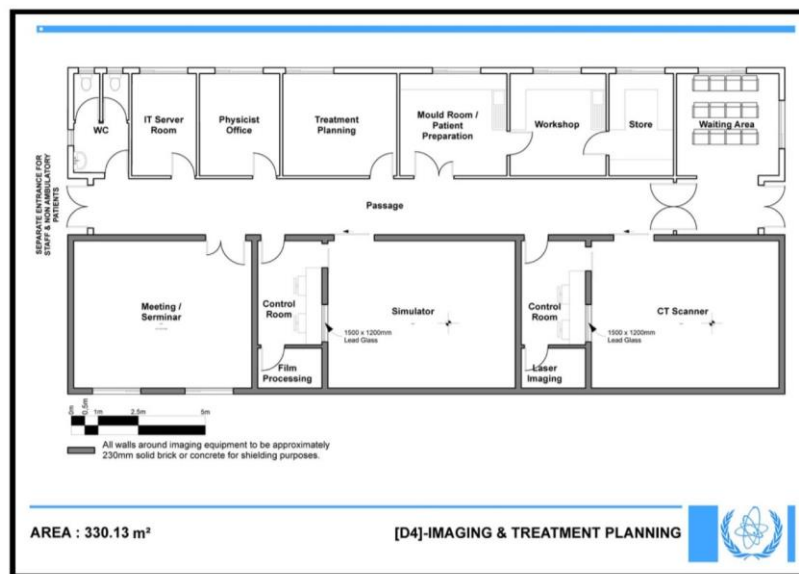 WC
IT Server
Room
Physicist
Office
Treatment
Planning
Mould Room /
Patient
Preparation
Workshop
Store
Waiting Area
SEPARATE ENTRANCE FOR
STAFF & NON AMBULATORY
PATIENTS
Passage
Meeting /
Serminar
Control
Room
Simulator
1500 x 1200mm
Lead Glass
Film
Processing
Control
Room
CT Scanner
1500 x 1200mm
Lead Glass
Laser
Imaging
0m
0.5m
1m
2.5m
5m
All walls around imaging equipment to be approximately
230mm solid brick or concrete for shielding purposes.
AREA : 330.13 m²
[D4]-IMAGING & TREATMENT PLANNING